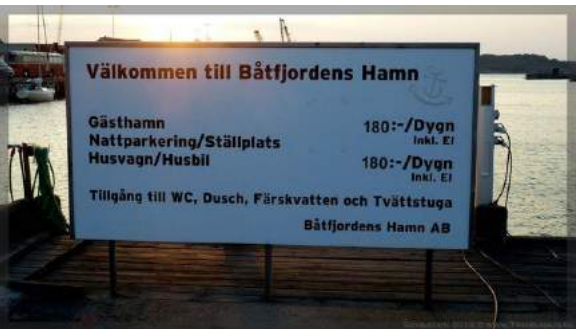 Välkommen till Båtfjordens Hamn
Gästhamn 180:-/Dygn
Inkl. El
Nattparkering/Ställplats
Husvagn/Husbil 180:-/Dygn
Inkl. El
Tillgång till WC, Dusch, Färskvatten och Tvättstuga
Båtfjordens Hamn AB